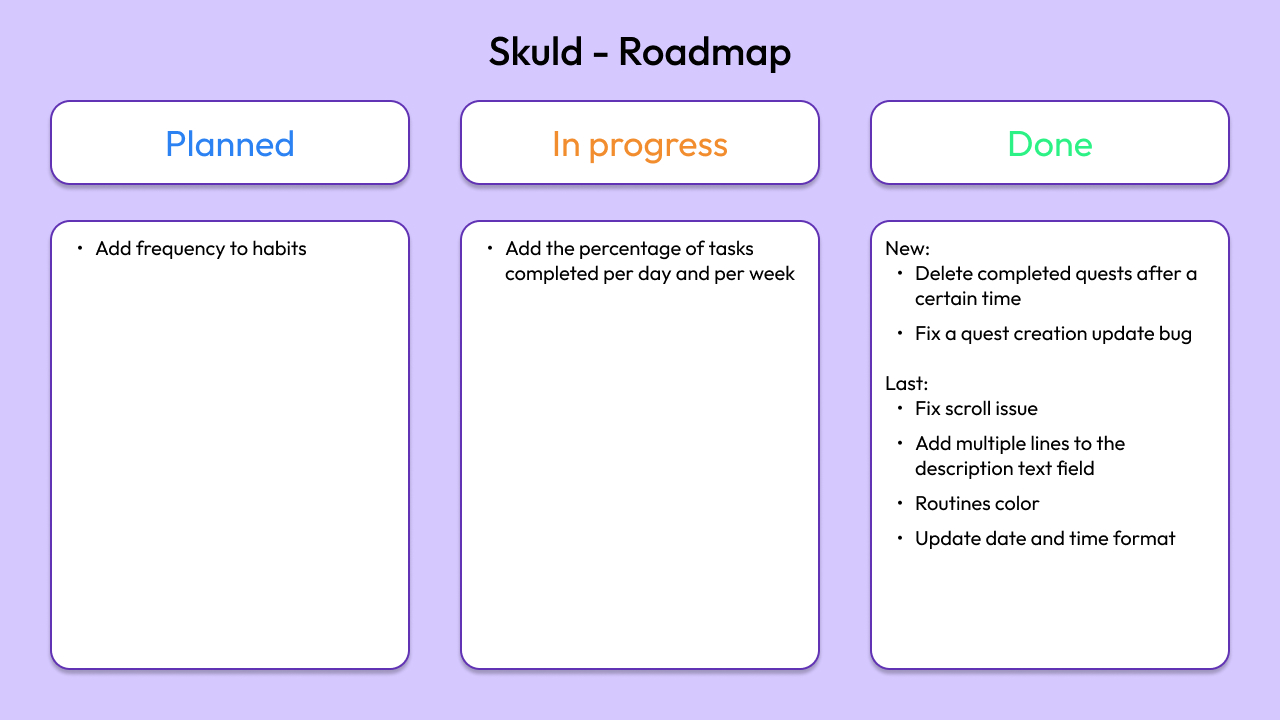 Skuld - Roadmap
Planned
In progress
Done
• Add frequency to habits
• Add the percentage of tasks
completed per day and per week
New:
• Delete completed quests after a
certain time
• Fix a quest creation update bug
Last:
• Fix scroll issue
• Add multiple lines to the
description text field
• Routines color
• Update date and time format